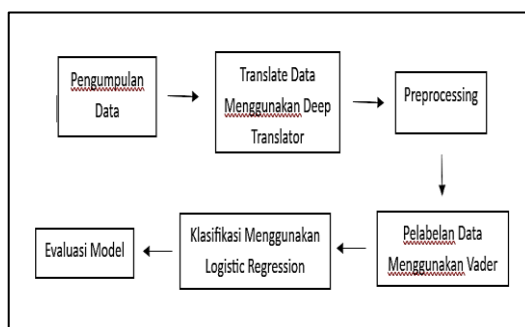 Pengumpulan
Data
Translate Data
Menggunakan Deep
Translator
Preprocessing
Pelabelan Data
Menggunakan Vader
Klasifikasi Menggunakan
Logistic Regression
Evaluasi Model